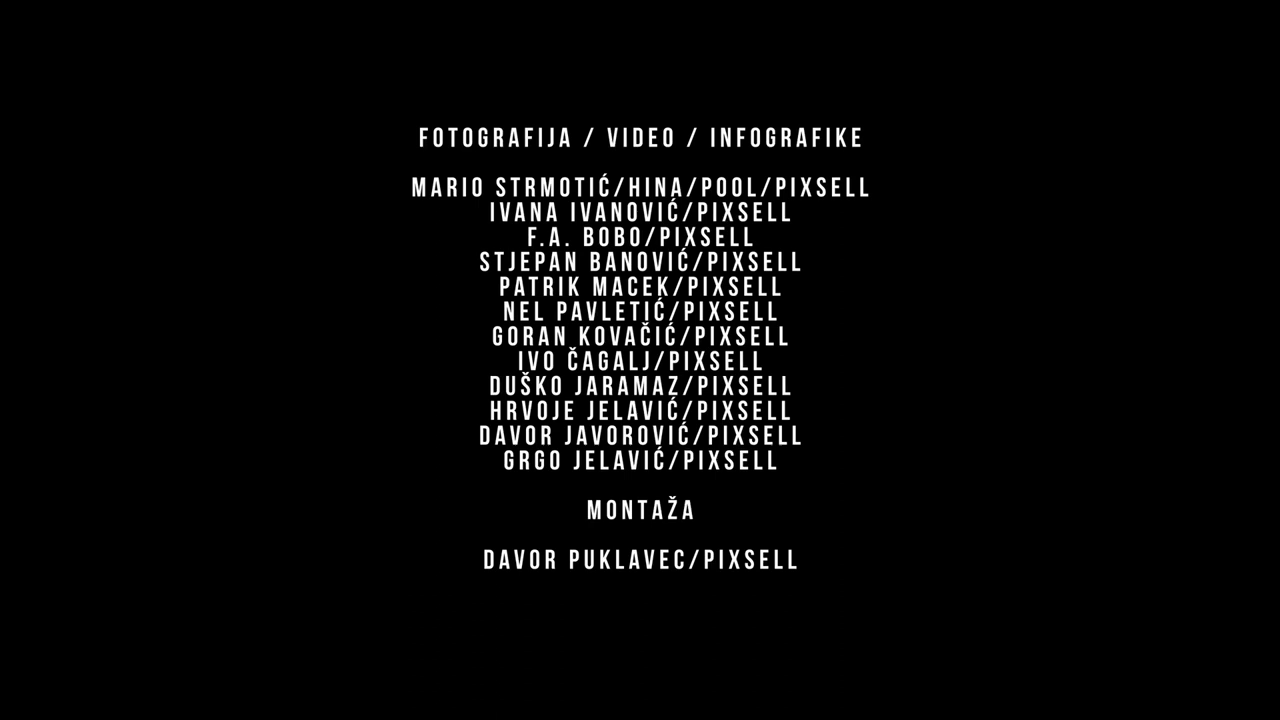 FOTOGRAFIJA / VIDEO / INFOGRAFIKE
MARIO STRMOTIĆ/HINA/POOL/PIXSELL
IVANA IVANOVIĆ/PIXSELL
F.A. BOBO/PIXSELL
STJEPAN BANOVIĆ/PIXSELL
PATRIK MACEK/PIXSELL
NEL PAVLETIĆ/PIXSELL
GORAN KOVAČIĆ/PIXSELL
IVO ČAGALJ/PIXSELL
DUŠKO JARAMAZ/PIXSELL
HRVOJE JELAVIĆ/PIXSELL
DAVOR JAVOROVIĆ/PIXSELL
GRGO JELAVIĆ/PIXSELL
MONTAŽA
DAVOR PUKLAVEC/PIXSELL